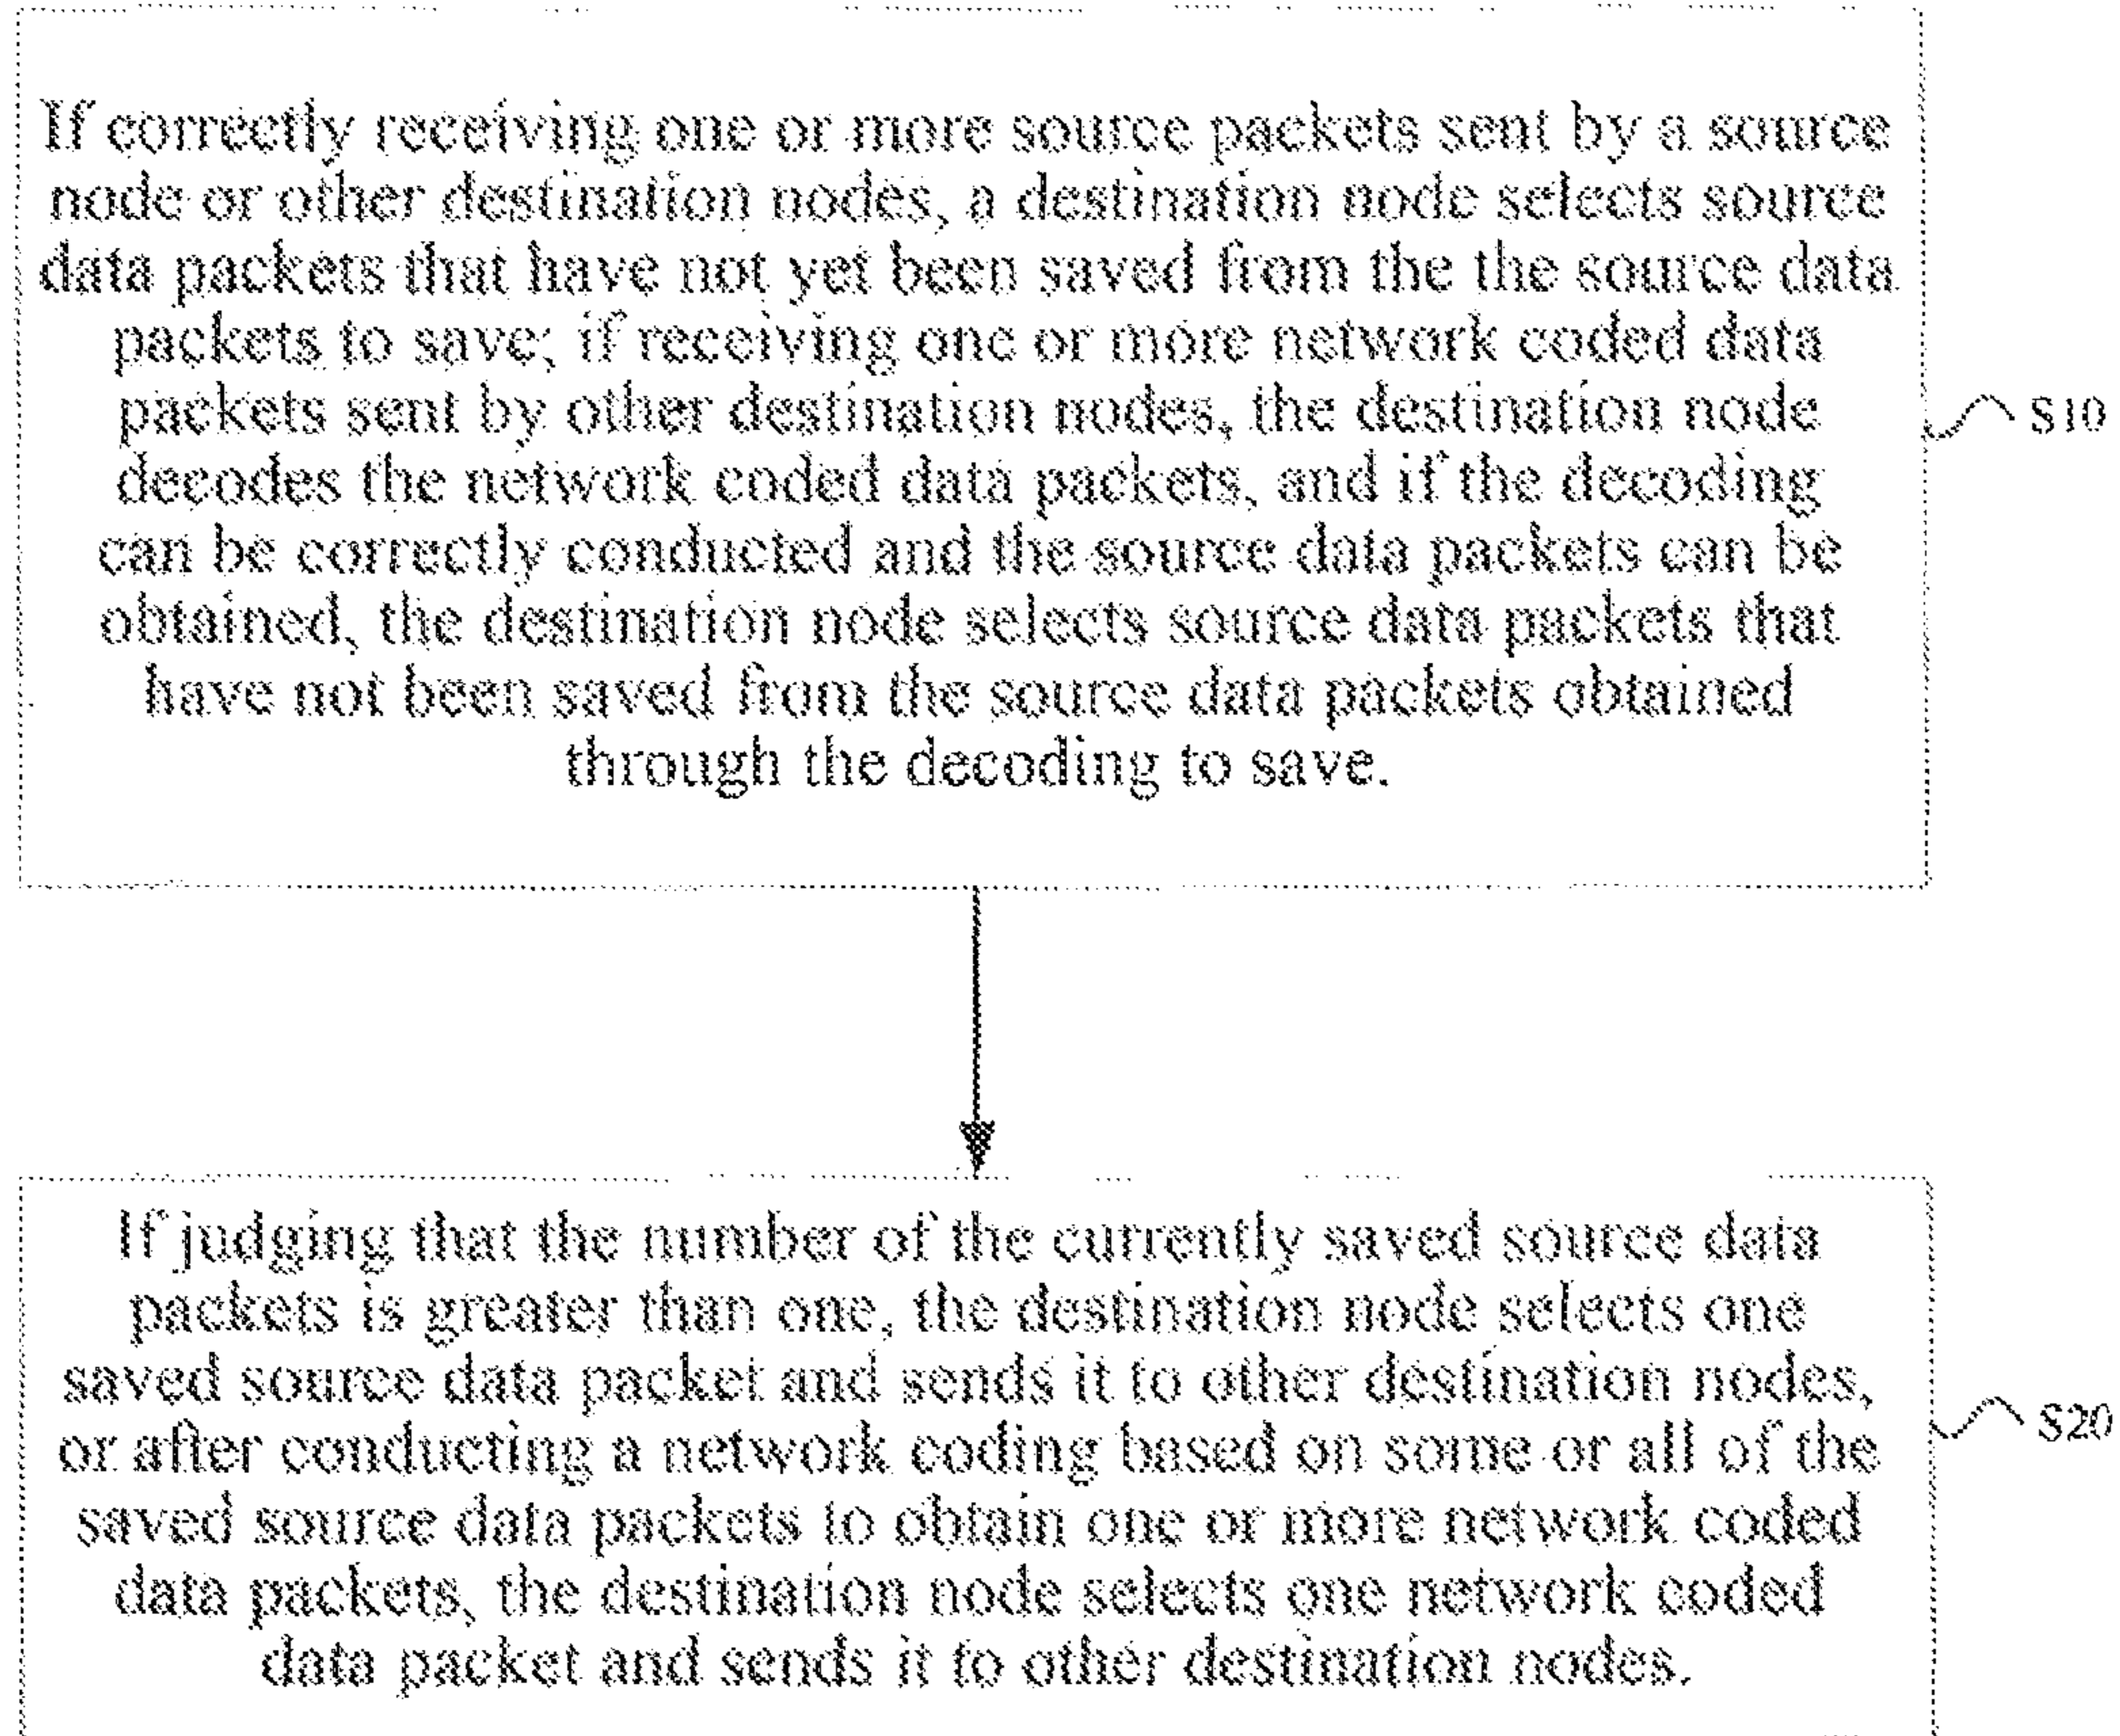 If correctly receiving one or more source packets sent by a source
node or other destination nodes, a destination node selects source
data packets that have not yet been saved from the the source data
packets to save; if receiving one or more network coded data
packets sent by other destination nodes, the destination node
decodes the network coded data packets, and if the decoding
can be correctly conducted and the source data packets can be
obtained, the destination node selects source data packets that
have not been saved from the source data packets obtained
through the decoding to save.
S10
If judging that the number of the currently saved source data
packets is greater than one, the destination node selects one
saved source data packet and sends it to other destination nodes,
or after conducting a network coding based on some or all of the
saved source data packets to obtain one or more network coded
data packets, the destination node selects one network coded
data packet and sends it to other destination nodes.
S20